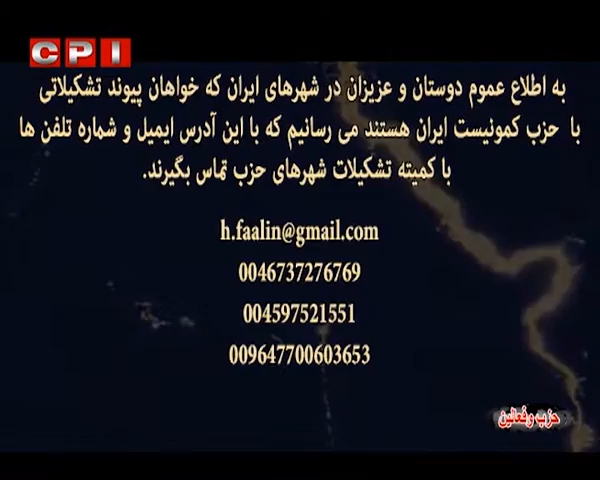 CPI
به اطلاع عموم دوستان و عزیزان در شهرهای ایران که خواهان پیوند تشکیلاتی
با حزب کمونیست ایران هستند می رسانیم که با این آدرس ایمیل و شماره تلفن ها
با کمیته تشکیلات شهرهای حزب تماس بگیرند.
h.faalin@gmail.com
0046737276769
004597521551
009647700603653
حزب و فعالین